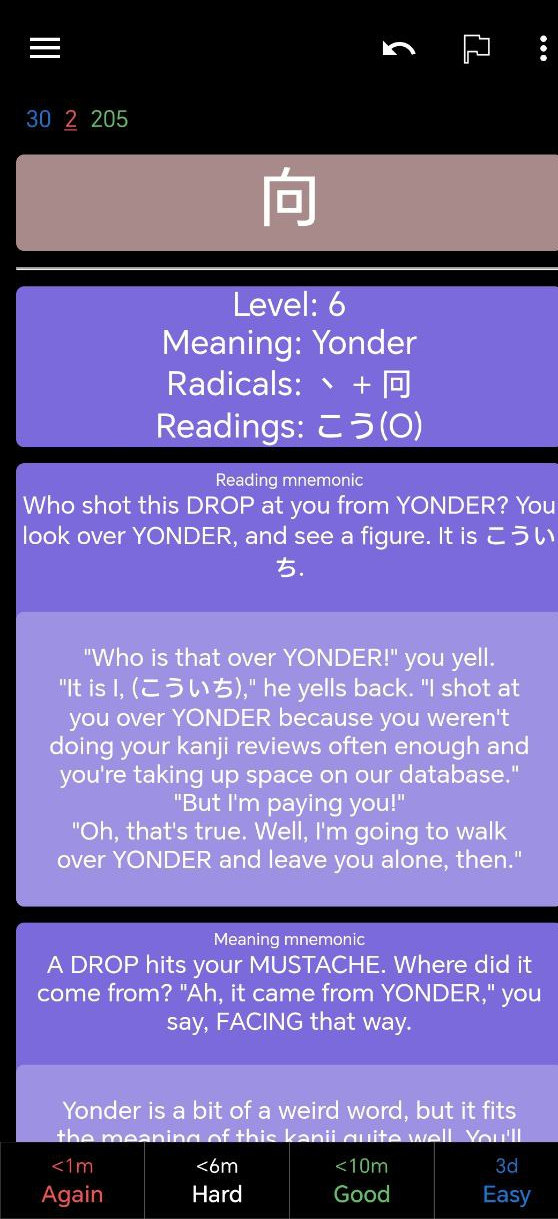 30 2 205
向
Level: 6
Meaning: Yonder
Radicals: 丶 + 冋
Readings: こう(O)
Reading mnemonic
Who shot this DROP at you from YONDER? You
look over YONDER, and see a figure. It is こうい
ち.
"Who is that over YONDER!" you yell.
"It is I, (こういち)," he yells back. "I shot at
you over YONDER because you weren't
doing your kanji reviews often enough and
you're taking up space on our database."
"But I'm paying you!"
"Oh, that's true. Well, I'm going to walk
over YONDER and leave you alone, then."
Meaning mnemonic
A DROP hits your MUSTACHE. Where did it
come from? "Ah, it came from YONDER," you
say, FACING that way.
Yonder is a bit of a weird word, but it fits
the meaning of this kanji quite well. You'll
<1m <6m <10m 3d
Again Hard Good Easy